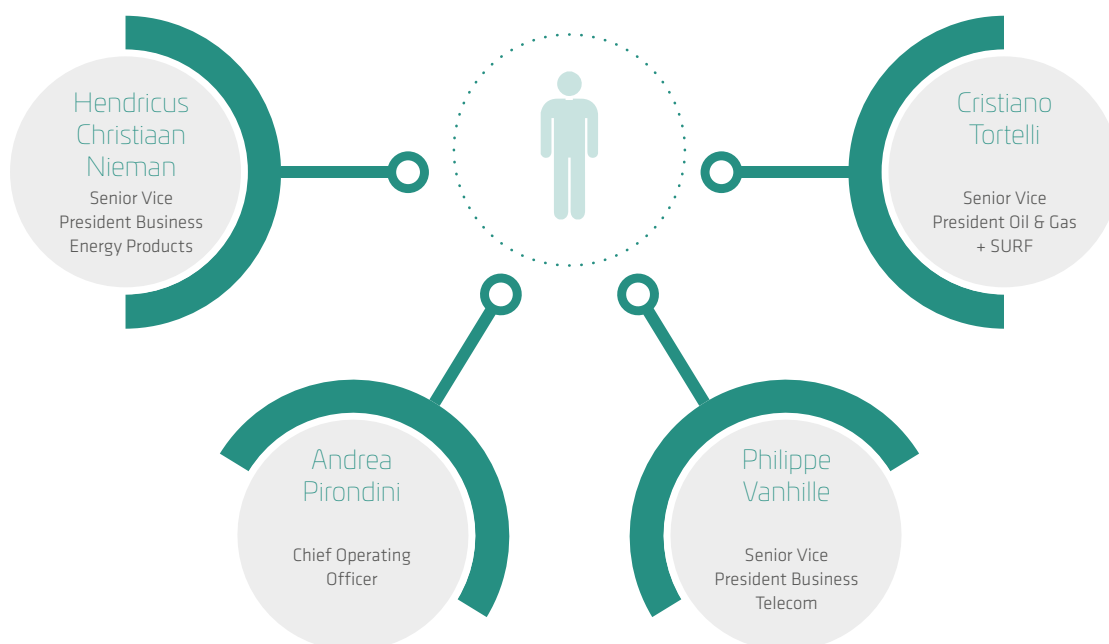 Hendricus
Christiaan
Nieman
Senior Vice
President Business
Energy Products
Cristiano
Tortelli
Senior Vice
President Oil & Gas
+ SURF
Andrea
Pirondini
Chief Operating
Officer
Philippe
Vanhille
Senior Vice
President Business
Telecom